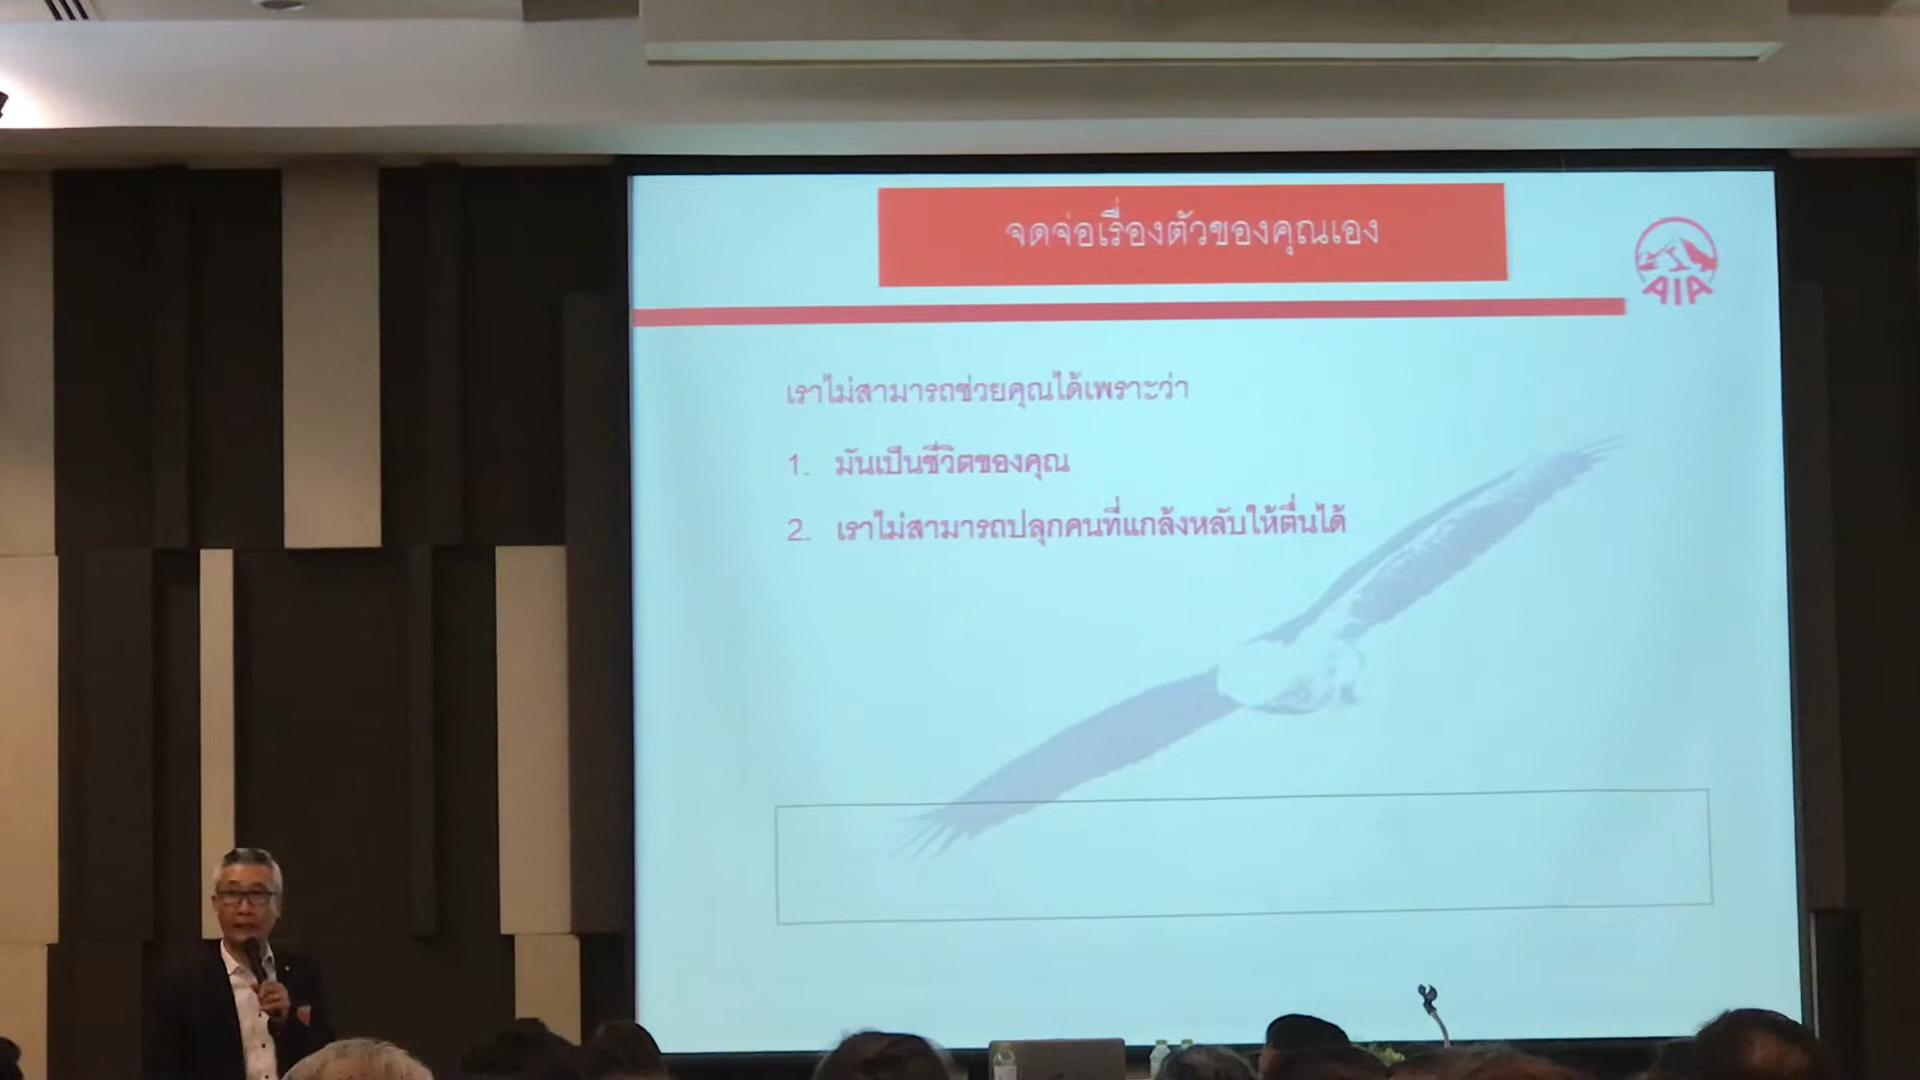 จดจ่อเรื่องตัวของคุณเอง
AIA
เราไม่สามารถช่วยคุณได้เพราะว่า
1. มันเป็นชีวิตของคุณ
2. เราไม่สามารถปลุกคนที่แกล้งหลับให้ตื่นได้